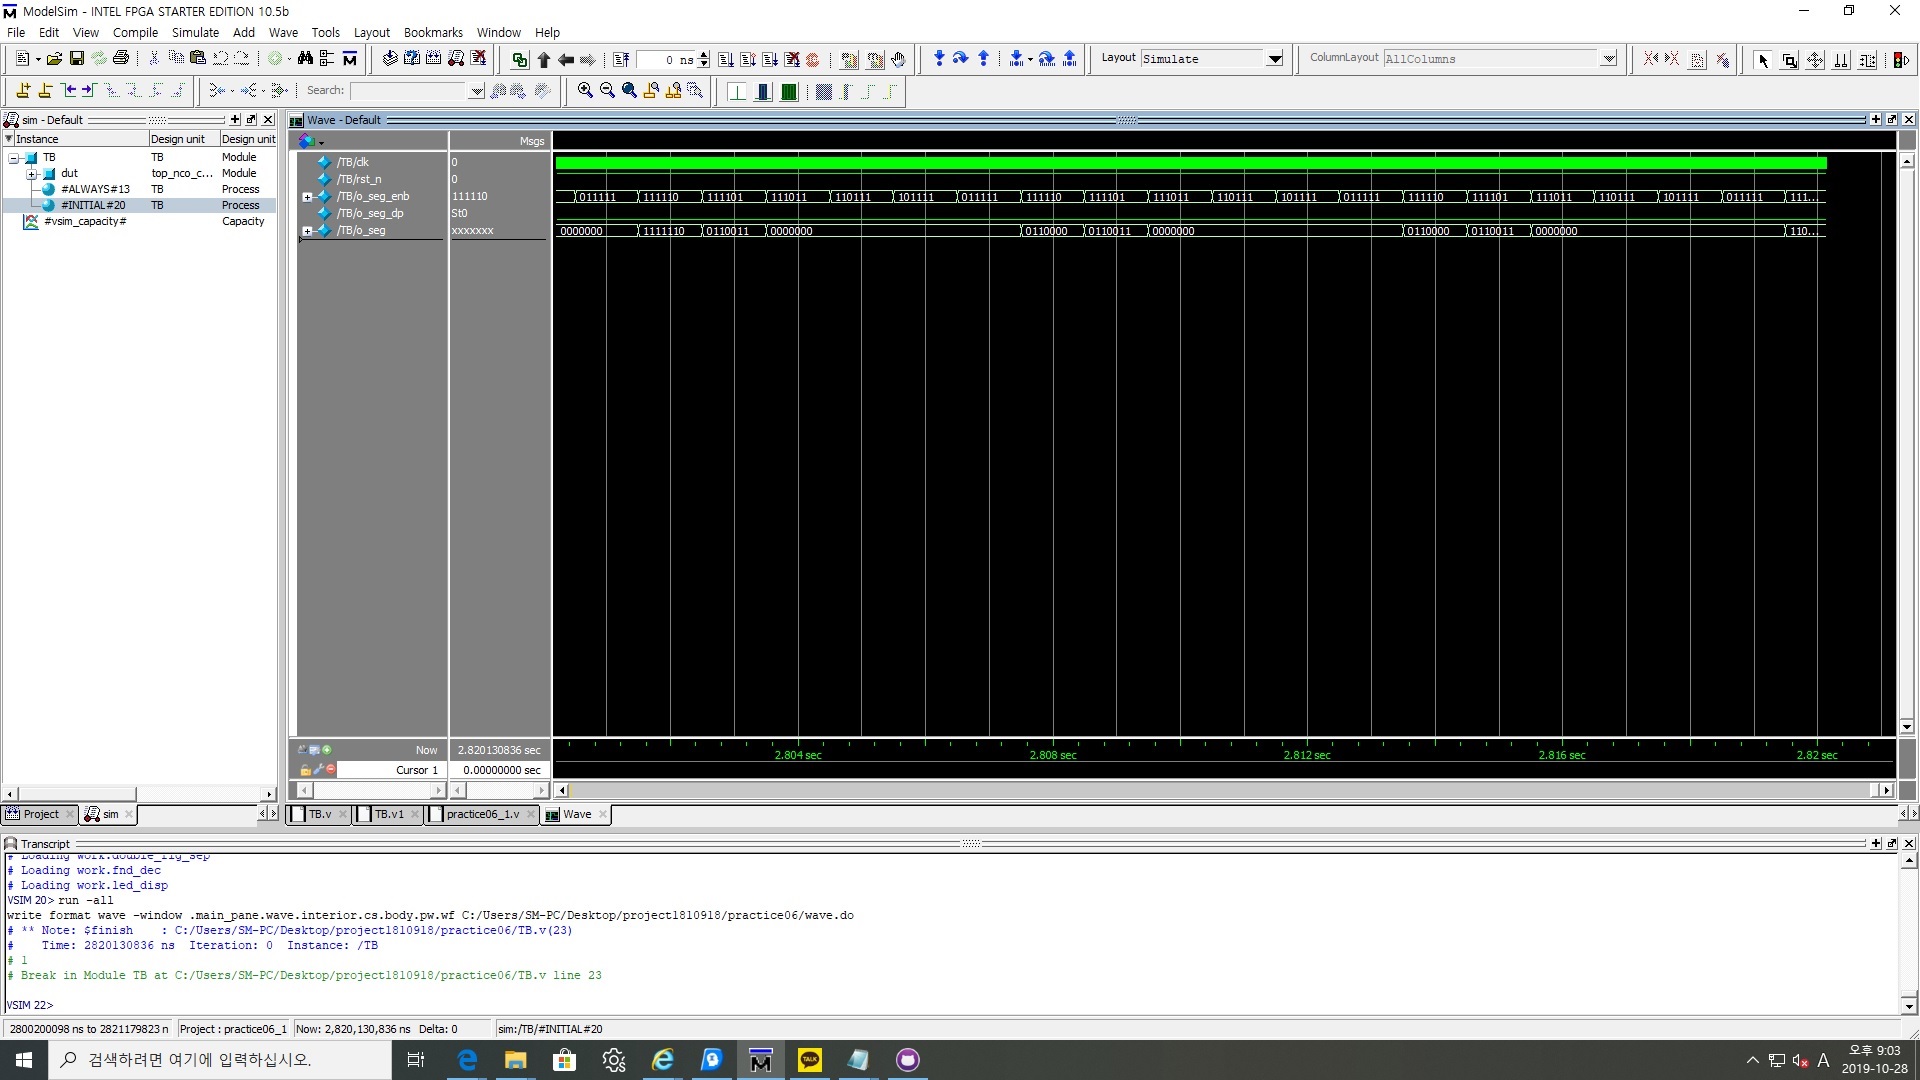 ModelSim - INTEL FPGA STARTER EDITION 10.5b
File Edit View Compile Simulate Add Wave Tools Layout Bookmarks Window Help
0 ns
Layout Simulate
ColumnLayout AllColumns
Search:
sim - Default
Instance Design unit Design unit
TB TB Module
dut top_nco_c... Module
#ALWAYS#13 TB Process
#INITIAL#20 TB Process
#vsim_capacity# Capacity
Wave - Default
Msgs
/TB/clk 0
/TB/rst_n 0
/TB/o_seg_enb 111110 011111 111110 111101 111011 110111 101111 011111 111110 111101 111011 110111 101111 011111 111110 111101 111011 110111 101111 011111 111...
/TB/o_seg_dp St0
/TB/o_seg xxxxxxx 0000000 1111110 0110011 0000000 0110000 0110011 0000000 0110000 0110011 0000000 110...
Now 2.820130836 sec 2.804 sec 2.808 sec 2.812 sec 2.816 sec 2.82 sec
Cursor 1 0.00000000 sec
Project sim
TB.v TB.v1 practice06_1.v Wave
Transcript
# Loading work.double_fig_sep
# Loading work.fnd_dec
# Loading work.led_disp
VSIM 20> run -all
write format wave -window .main_pane.wave.interior.cs.body.pw.wf C:/Users/SM-PC/Desktop/project1810918/practice06/wave.do
# ** Note: $finish    : C:/Users/SM-PC/Desktop/project1810918/practice06/TB.v(23)
#    Time: 2820130836 ns  Iteration: 0  Instance: /TB
# 1
# Break in Module TB at C:/Users/SM-PC/Desktop/project1810918/practice06/TB.v line 23
VSIM 22>
2800200098 ns to 2821179823 n Project : practice06_1 Now: 2,820,130,836 ns Delta: 0 sim:/TB/#INITIAL#20
검색하려면 여기에 입력하십시오.
TALK
A
오후 9:03
2019-10-28